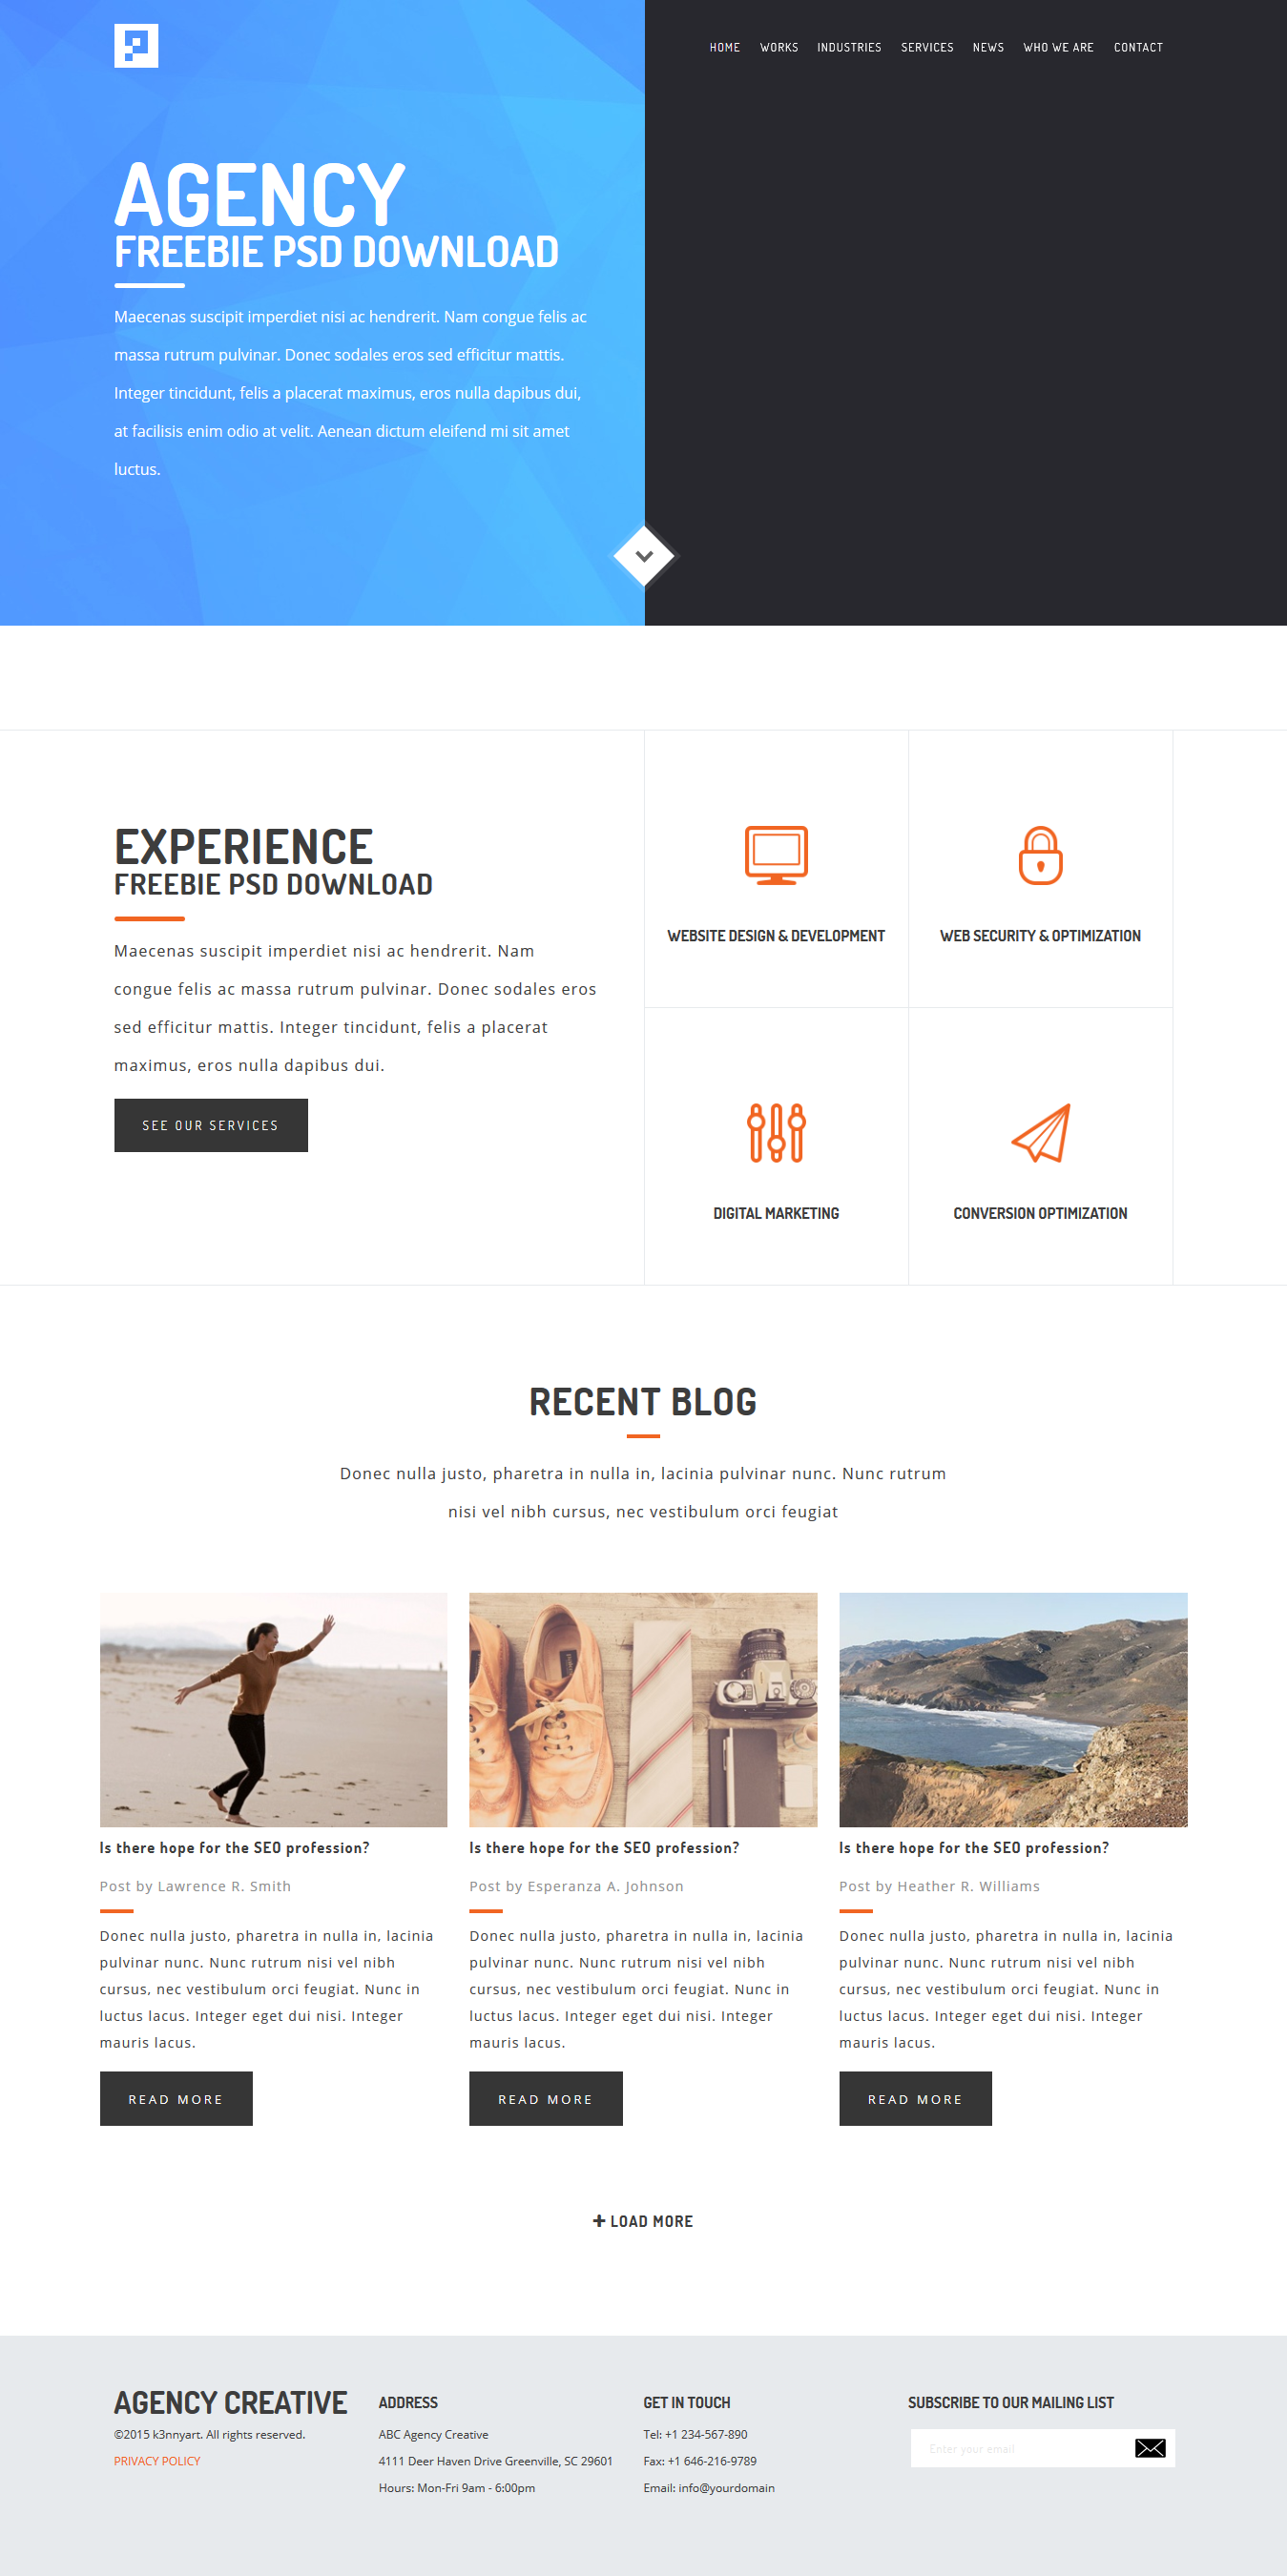 HOME WORKS INDUSTRIES SERVICES NEWS WHO WE ARE CONTACT
AGENCY
FREEBIE PSD DOWNLOAD
Maecenas suscipit imperdiet nisi ac hendrerit. Nam congue felis ac
massa rutrum pulvinar. Donec sodales eros sed efficitur mattis.
Integer tincidunt, felis a placerat maximus, eros nulla dapibus dui,
at facilisis enim odio at velit. Aenean dictum eleifend mi sit amet
luctus.
EXPERIENCE
FREEBIE PSD DOWNLOAD
Maecenas suscipit imperdiet nisi ac hendrerit. Nam
congue felis ac massa rutrum pulvinar. Donec sodales eros
sed efficitur mattis. Integer tincidunt, felis a placerat
maximus, eros nulla dapibus dui.
SEE OUR SERVICES
WEBSITE DESIGN & DEVELOPMENT
WEB SECURITY & OPTIMIZATION
DIGITAL MARKETING
CONVERSION OPTIMIZATION
RECENT BLOG
Donec nulla justo, pharetra in nulla in, lacinia pulvinar nunc. Nunc rutrum
nisi vel nibh cursus, nec vestibulum orci feugiat
Is there hope for the SEO profession?
Post by Lawrence R. Smith
Donec nulla justo, pharetra in nulla in, lacinia
pulvinar nunc. Nunc rutrum nisi vel nibh
cursus, nec vestibulum orci feugiat. Nunc in
luctus lacus. Integer eget dui nisi. Integer
mauris lacus.
READ MORE
Is there hope for the SEO profession?
Post by Esperanza A. Johnson
Donec nulla justo, pharetra in nulla in, lacinia
pulvinar nunc. Nunc rutrum nisi vel nibh
cursus, nec vestibulum orci feugiat. Nunc in
luctus lacus. Integer eget dui nisi. Integer
mauris lacus.
READ MORE
Is there hope for the SEO profession?
Post by Heather R. Williams
Donec nulla justo, pharetra in nulla in, lacinia
pulvinar nunc. Nunc rutrum nisi vel nibh
cursus, nec vestibulum orci feugiat. Nunc in
luctus lacus. Integer eget dui nisi. Integer
mauris lacus.
READ MORE
LOAD MORE
AGENCY CREATIVE
©2015 k3nnyart. All rights reserved.
PRIVACY POLICY
ADDRESS
ABC Agency Creative
4111 Deer Haven Drive Greenville, SC 29601
Hours: Mon-Fri 9am - 6:00pm
GET IN TOUCH
Tel: +1 234-567-890
Fax: +1 646-216-9789
Email: info@yourdomain
SUBSCRIBE TO OUR MAILING LIST
Enter your email